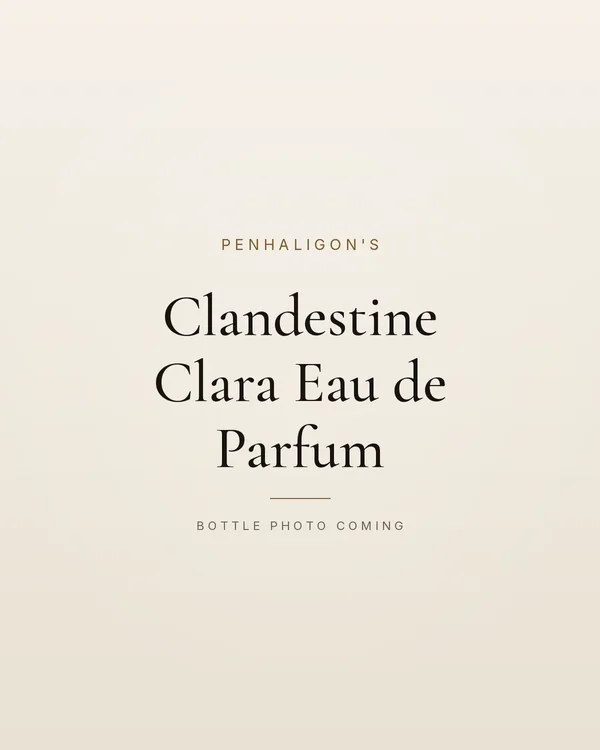 PENHALIGON'S
Clandestine
Clara Eau de
Parfum
BOTTLE PHOTO COMING